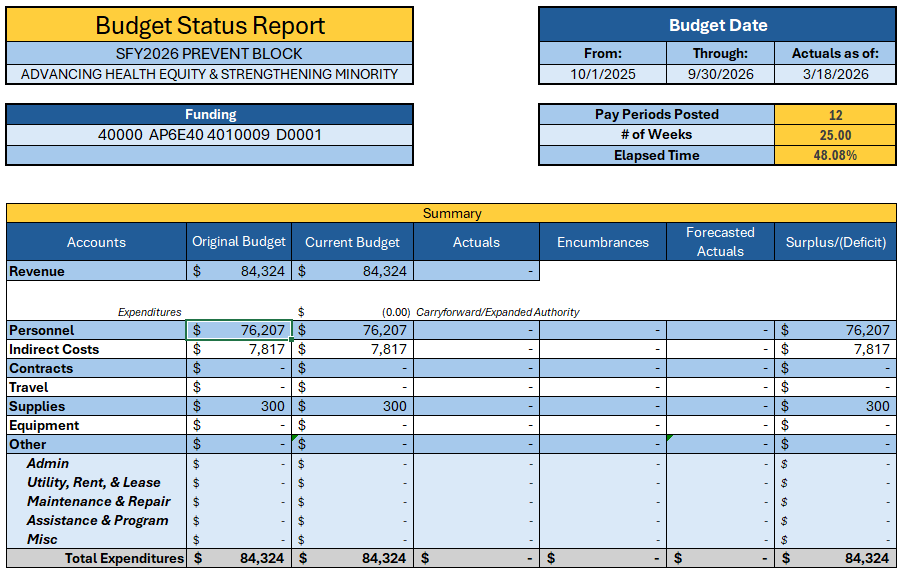 Budget Status Report
SFY2026 PREVENT BLOCK
ADVANCING HEALTH EQUITY & STRENGTHENING MINORITY
Budget Date
From: Through: Actuals as of:
10/1/2025 9/30/2026 3/18/2026
Funding
40000 AP6E40 4010009 D0001
Pay Periods Posted 12
# of Weeks 25.00
Elapsed Time 48.08%
Summary
Accounts Original Budget Current Budget Actuals Encumbrances Forecasted Actuals Surplus/(Deficit)
Revenue $ 84,324 $ 84,324 -
Expenditures $ (0.00) Carryforward/Expanded Authority
Personnel $ 76,207 $ 76,207 - - - $ 76,207
Indirect Costs $ 7,817 $ 7,817 - - - $ 7,817
Contracts $ - $ - - - - $ -
Travel $ - $ - - - - $ -
Supplies $ 300 $ 300 - - - $ 300
Equipment $ - $ - - - - $ -
Other $ - $ - - - - $ -
Admin $ - $ - - - - $ -
Utility, Rent, & Lease $ - $ - - - - $ -
Maintenance & Repair $ - $ - - - - $ -
Assistance & Program $ - $ - - - - $ -
Misc $ - $ - - - - $ -
Total Expenditures $ 84,324 $ 84,324 $ - $ - $ - $ 84,324